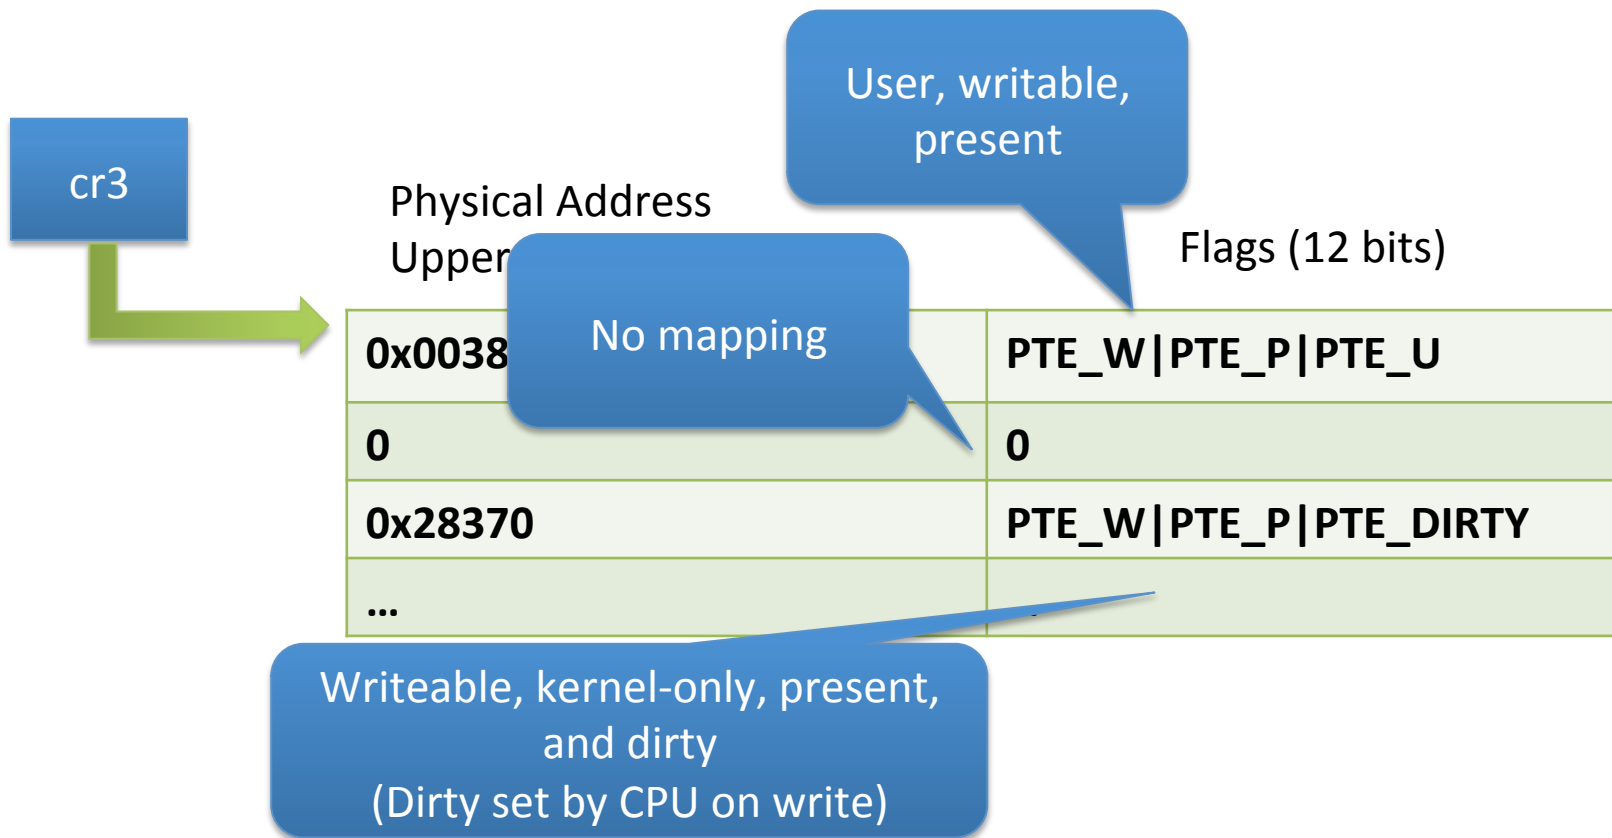 User, writable,
present
cr3
Physical Address
Upper
Flags (12 bits)
No mapping
0x0038
PTE_W|PTE_P|PTE_U
0
0
0x28370
PTE_W|PTE_P|PTE_DIRTY
…
Writeable, kernel-only, present,
and dirty
(Dirty set by CPU on write)